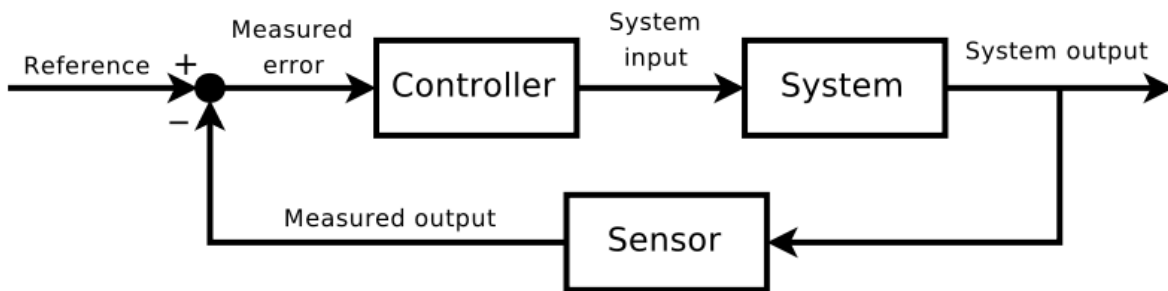 Reference
+
−
Measured
error
Controller
System
input
System
System output
Measured output
Sensor